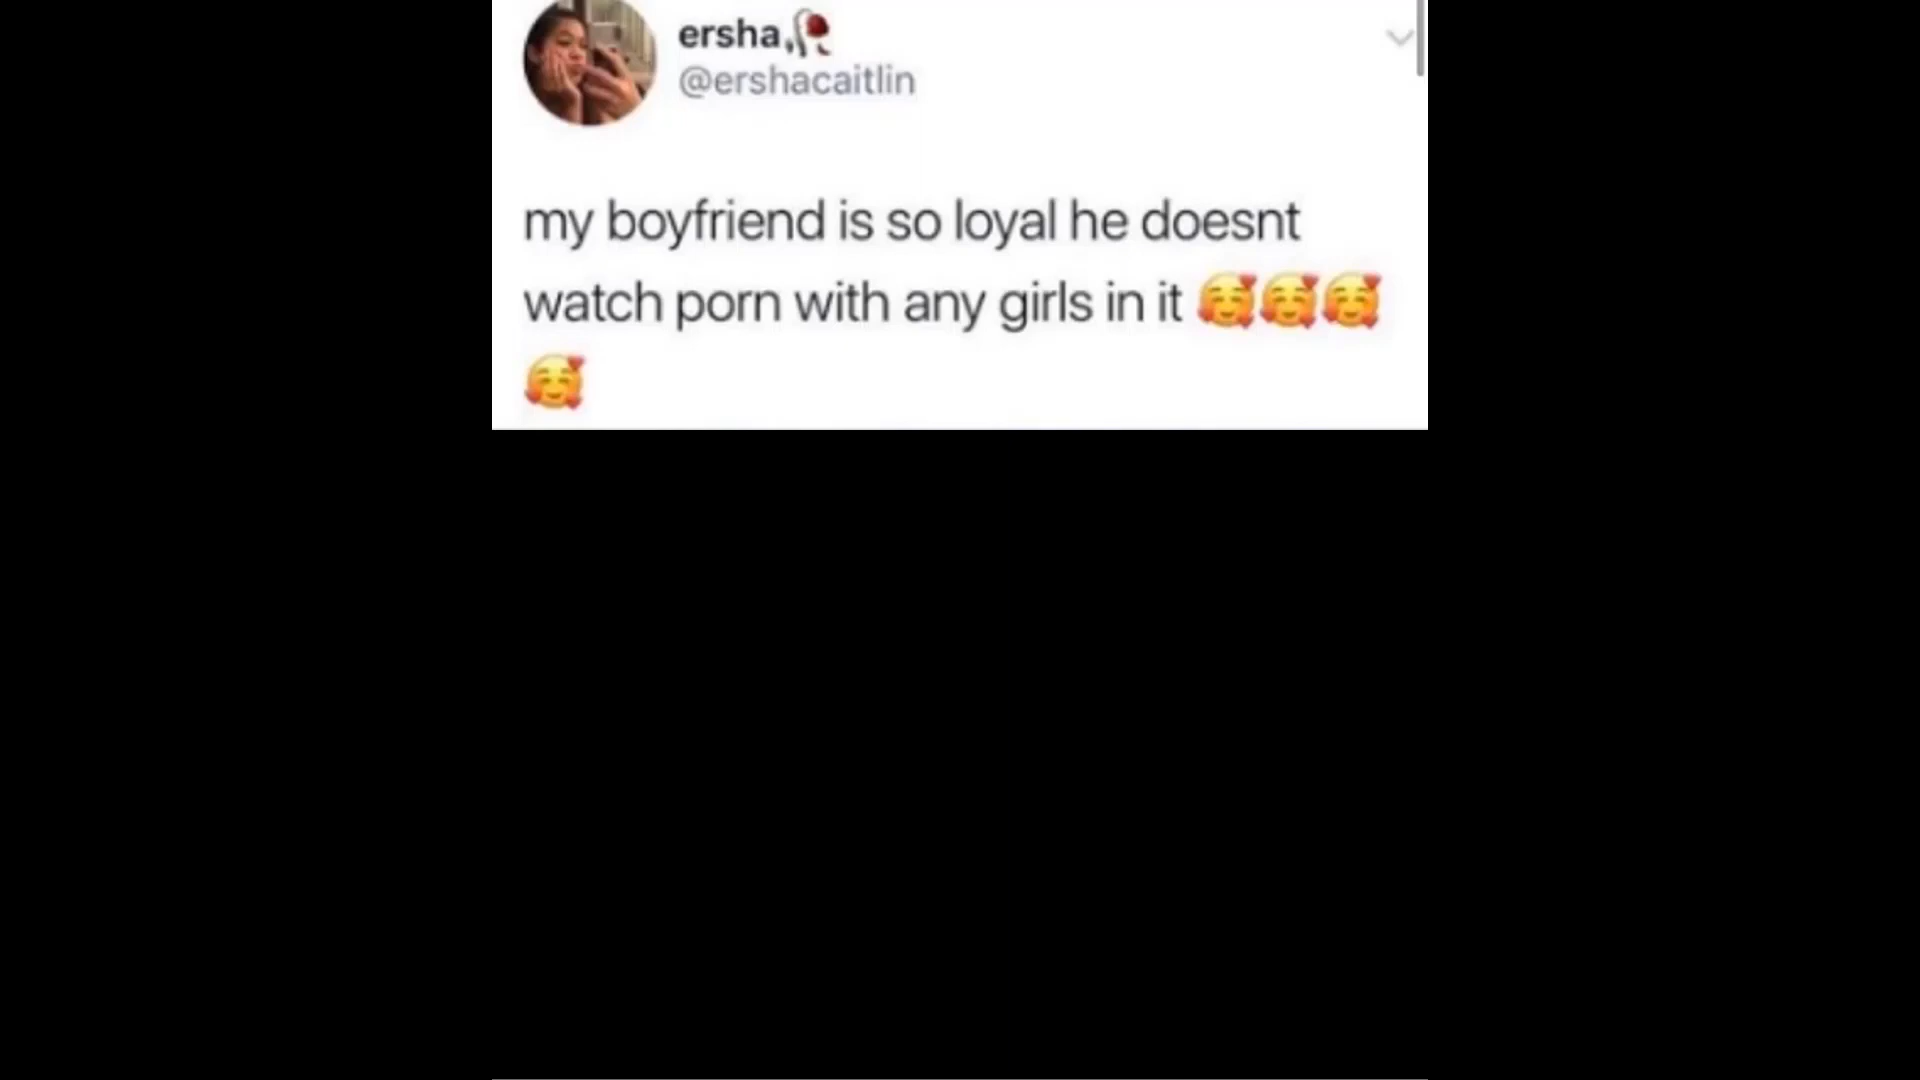 ersha🥀
@ershacaitlin
my boyfriend is so loyal he doesnt
watch porn with any girls in it 🥰🥰🥰
🥰